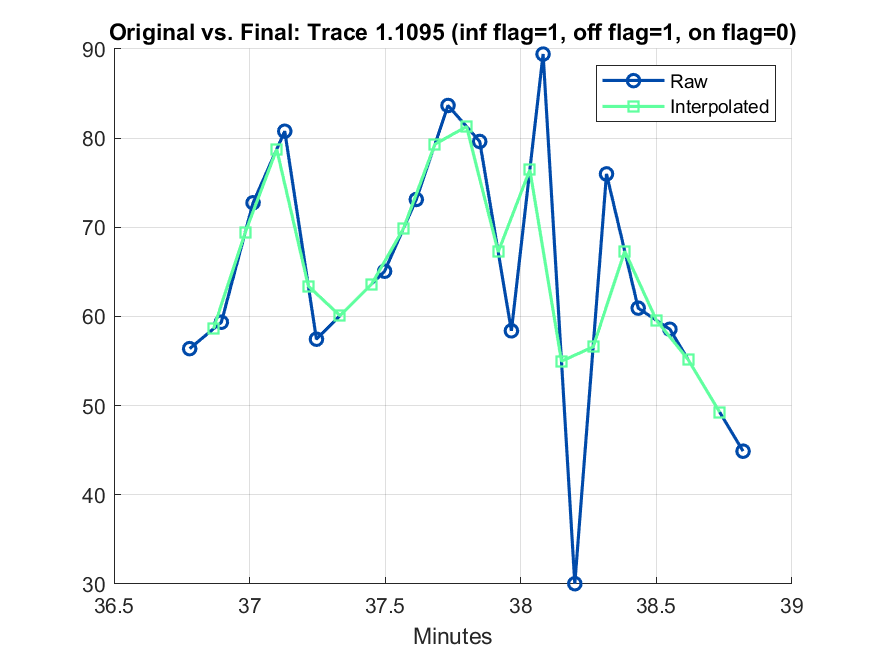 Original vs. Final: Trace 1.1095 (inf flag=1, off flag=1, on flag=0)
90
80
70
60
50
40
30
Raw
Interpolated
36.5 37 37.5 38 38.5 39
Minutes